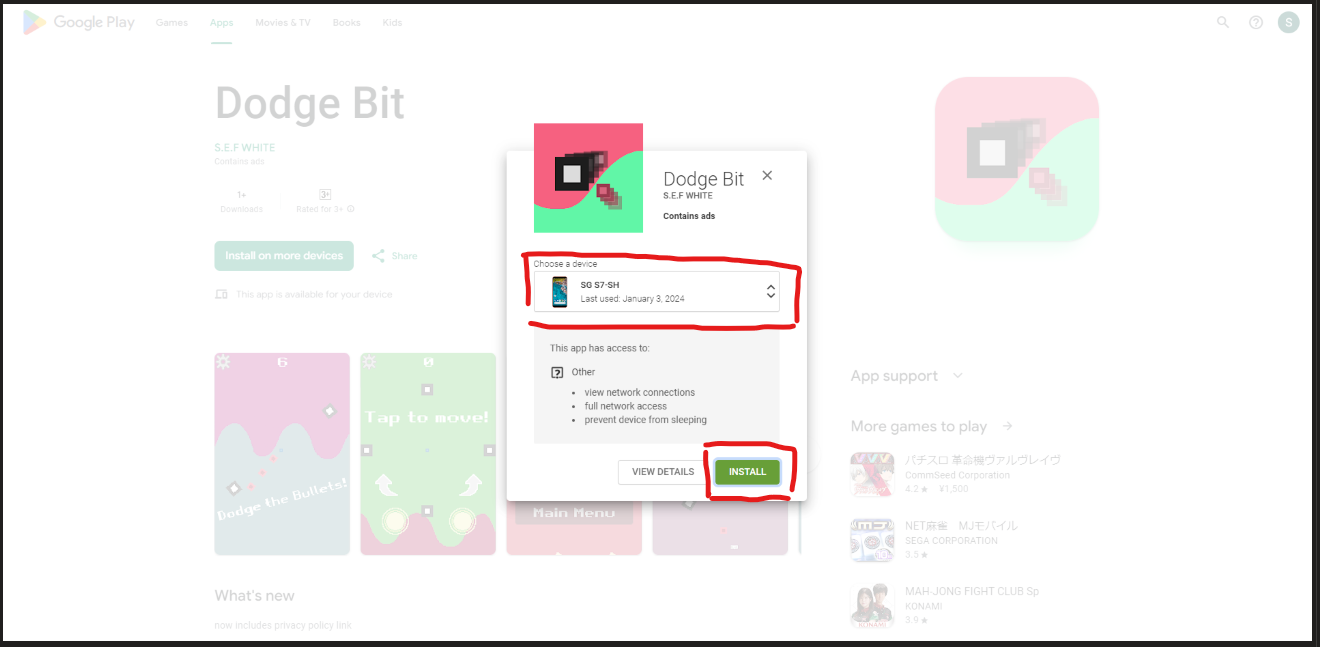 Google Play
Games
Apps
Movies & TV
Books
Kids
S
Dodge Bit
S.E.F WHITE
Contains ads
1+
Downloads
3+
Rated for 3+
Install on more devices
Share
This app is available for your device
Dodge Bit
S.E.F WHITE
Contains ads
Choose a device
SG S7-SH
Last used: January 3, 2024
This app has access to:
Other
• view network connections
• full network access
• prevent device from sleeping
VIEW DETAILS
INSTALL
6
Dodge the Bullets!
0
Tap to move!
Main Menu
App support
More games to play
パチスロ 革命機ヴァルヴレイヴ
CommSeed Corporation
4.2★ ¥1,500
NET麻雀 MJモバイル
SEGA CORPORATION
3.5★
MAH-JONG FIGHT CLUB Sp
KONAMI
3.9★
What's new
now includes privacy policy link